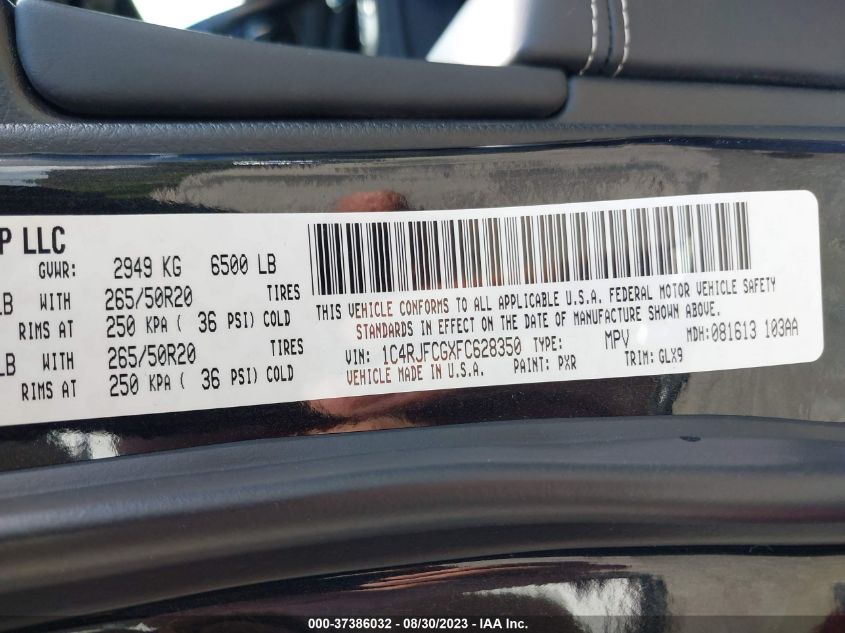 P LLC
GVWR: 2949 KG 6500 LB
LB WITH 265/50R20 TIRES
RIMS AT 250 KPA ( 36 PSI) COLD
LB WITH 265/50R20 TIRES
RIMS AT 250 KPA ( 36 PSI) COLD
THIS VEHICLE CONFORMS TO ALL APPLICABLE U.S.A. FEDERAL MOTOR VEHICLE SAFETY
STANDARDS IN EFFECT ON THE DATE OF MANUFACTURE SHOWN ABOVE.
VIN: 1C4RJFCGXFC628350 TYPE: MPV MDH: 081613 103AA
VEHICLE MADE IN U.S.A. PAINT: PXR TRIM: GLX9
000-37386032 - 08/30/2023 - IAA Inc.